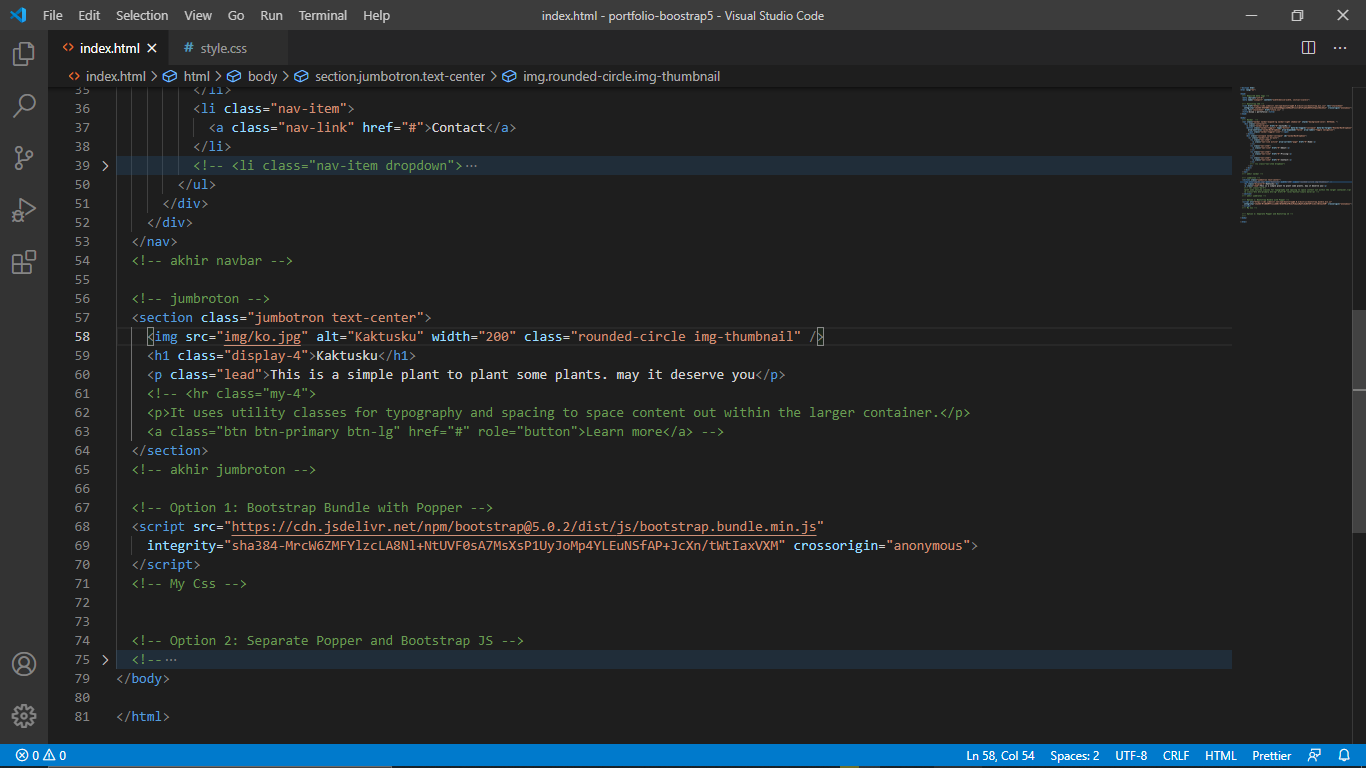 File Edit Selection View Go Run Terminal Help index.html - portfolio-boostrap5 - Visual Studio Code
index.html # style.css
index.html > html > body > section.jumbotron.text-center > img.rounded-circle.img-thumbnail
35 </li>
36 <li class="nav-item">
37 <a class="nav-link" href="#">Contact</a>
38 </li>
39 <!-- <li class="nav-item dropdown">···
50 </ul>
51 </div>
52 </div>
53 </nav>
54 <!-- akhir navbar -->
55
56 <!-- jumbroton -->
57 <section class="jumbotron text-center">
58 <img src="img/ko.jpg" alt="Kaktusku" width="200" class="rounded-circle img-thumbnail" />
59 <h1 class="display-4">Kaktusku</h1>
60 <p class="lead">This is a simple plant to plant some plants. may it deserve you</p>
61 <!-- <hr class="my-4">
62 <p>It uses utility classes for typography and spacing to space content out within the larger container.</p>
63 <a class="btn btn-primary btn-lg" href="#" role="button">Learn more</a> -->
64 </section>
65 <!-- akhir jumbroton -->
66
67 <!-- Option 1: Bootstrap Bundle with Popper -->
68 <script src="https://cdn.jsdelivr.net/npm/bootstrap@5.0.2/dist/js/bootstrap.bundle.min.js"
69 integrity="sha384-MrcW6ZMFYlzcLA8Nl+NtUVF0sA7MsXsP1UyJoMp4YLEuNSfAP+JcXn/tWtIaxVXM" crossorigin="anonymous">
70 </script>
71 <!-- My Css -->
72
73
74 <!-- Option 2: Separate Popper and Bootstrap JS -->
75 <!--···
79 </body>
80
81 </html>
0 0 Ln 58, Col 54 Spaces: 2 UTF-8 CRLF HTML Prettier